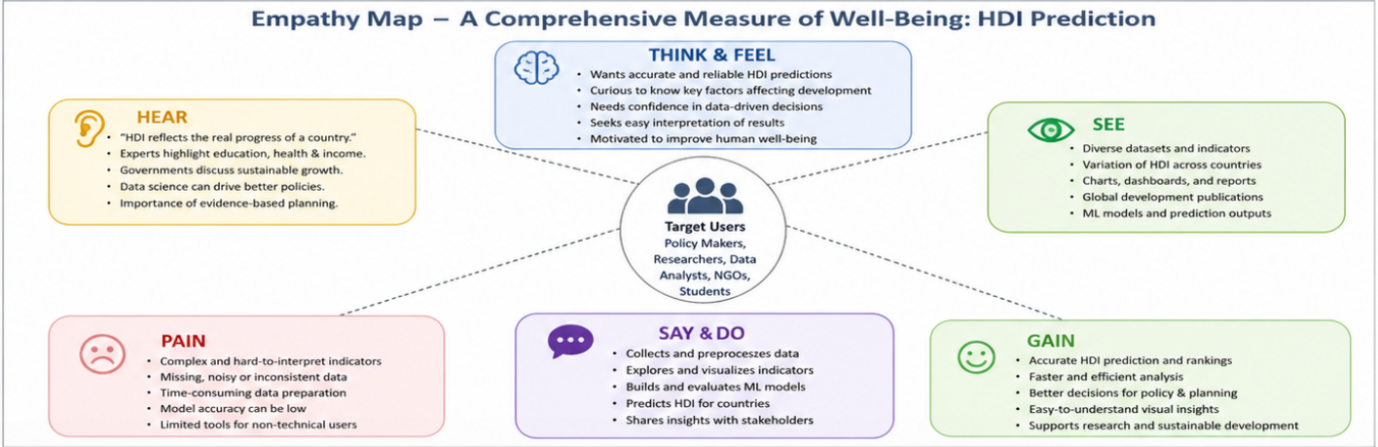 Empathy Map – A Comprehensive Measure of Well-Being: HDI Prediction
THINK & FEEL
• Wants accurate and reliable HDI predictions
• Curious to know key factors affecting development
• Needs confidence in data-driven decisions
• Seeks easy interpretation of results
• Motivated to improve human well-being
HEAR
• “HDI reflects the real progress of a country.”
• Experts highlight education, health & income.
• Governments discuss sustainable growth.
• Data science can drive better policies.
• Importance of evidence-based planning.
SEE
• Diverse datasets and indicators
• Variation of HDI across countries
• Charts, dashboards, and reports
• Global development publications
• ML models and prediction outputs
Target Users
Policy Makers,
Researchers, Data
Analysts, NGOs,
Students
PAIN
• Complex and hard-to-interpret indicators
• Missing, noisy or inconsistent data
• Time-consuming data preparation
• Model accuracy can be low
• Limited tools for non-technical users
SAY & DO
• Collects and preproceszes data
• Explores and visualizes indicators
• Builds and evaluates ML models
• Predicts HDI for countries
• Shares insights with stakeholders
GAIN
• Accurate HDI prediction and rankings
• Faster and efficient analysis
• Better decisions for policy & planning
• Easy-to-understand visual insights
• Supports research and sustainable development